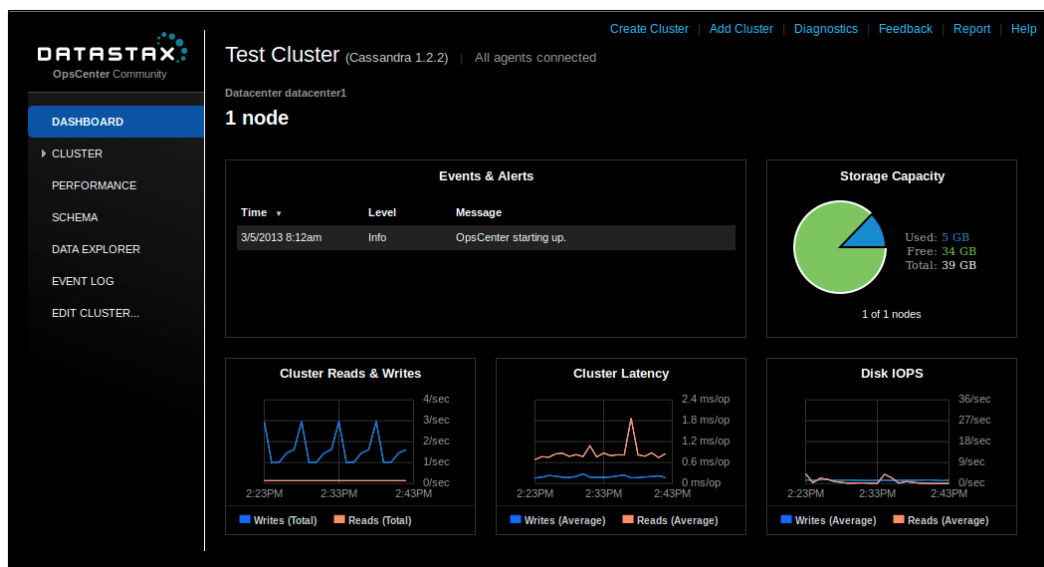 Create Cluster | Add Cluster | Diagnostics | Feedback | Report | Help
DATASTAX
OpsCenter Community
Test Cluster (Cassandra 1.2.2) | All agents connected
Datacenter datacenter1
1 node
DASHBOARD
CLUSTER
PERFORMANCE
SCHEMA
DATA EXPLORER
EVENT LOG
EDIT CLUSTER...
Events & Alerts
Time Level Message
3/5/2013 8:12am Info OpsCenter starting up.
Storage Capacity
Used: 5 GB
Free: 34 GB
Total: 39 GB
1 of 1 nodes
Cluster Reads & Writes
4/sec
3/sec
2/sec
1/sec
0/sec
2:23PM 2:33PM 2:43PM
Writes (Total) Reads (Total)
Cluster Latency
2.4 ms/op
1.8 ms/op
1.2 ms/op
0.6 ms/op
0 ms/op
2:23PM 2:33PM 2:43PM
Writes (Average) Reads (Average)
Disk IOPS
36/sec
27/sec
18/sec
9/sec
0/sec
2:23PM 2:33PM 2:43PM
Writes (Average) Reads (Average)